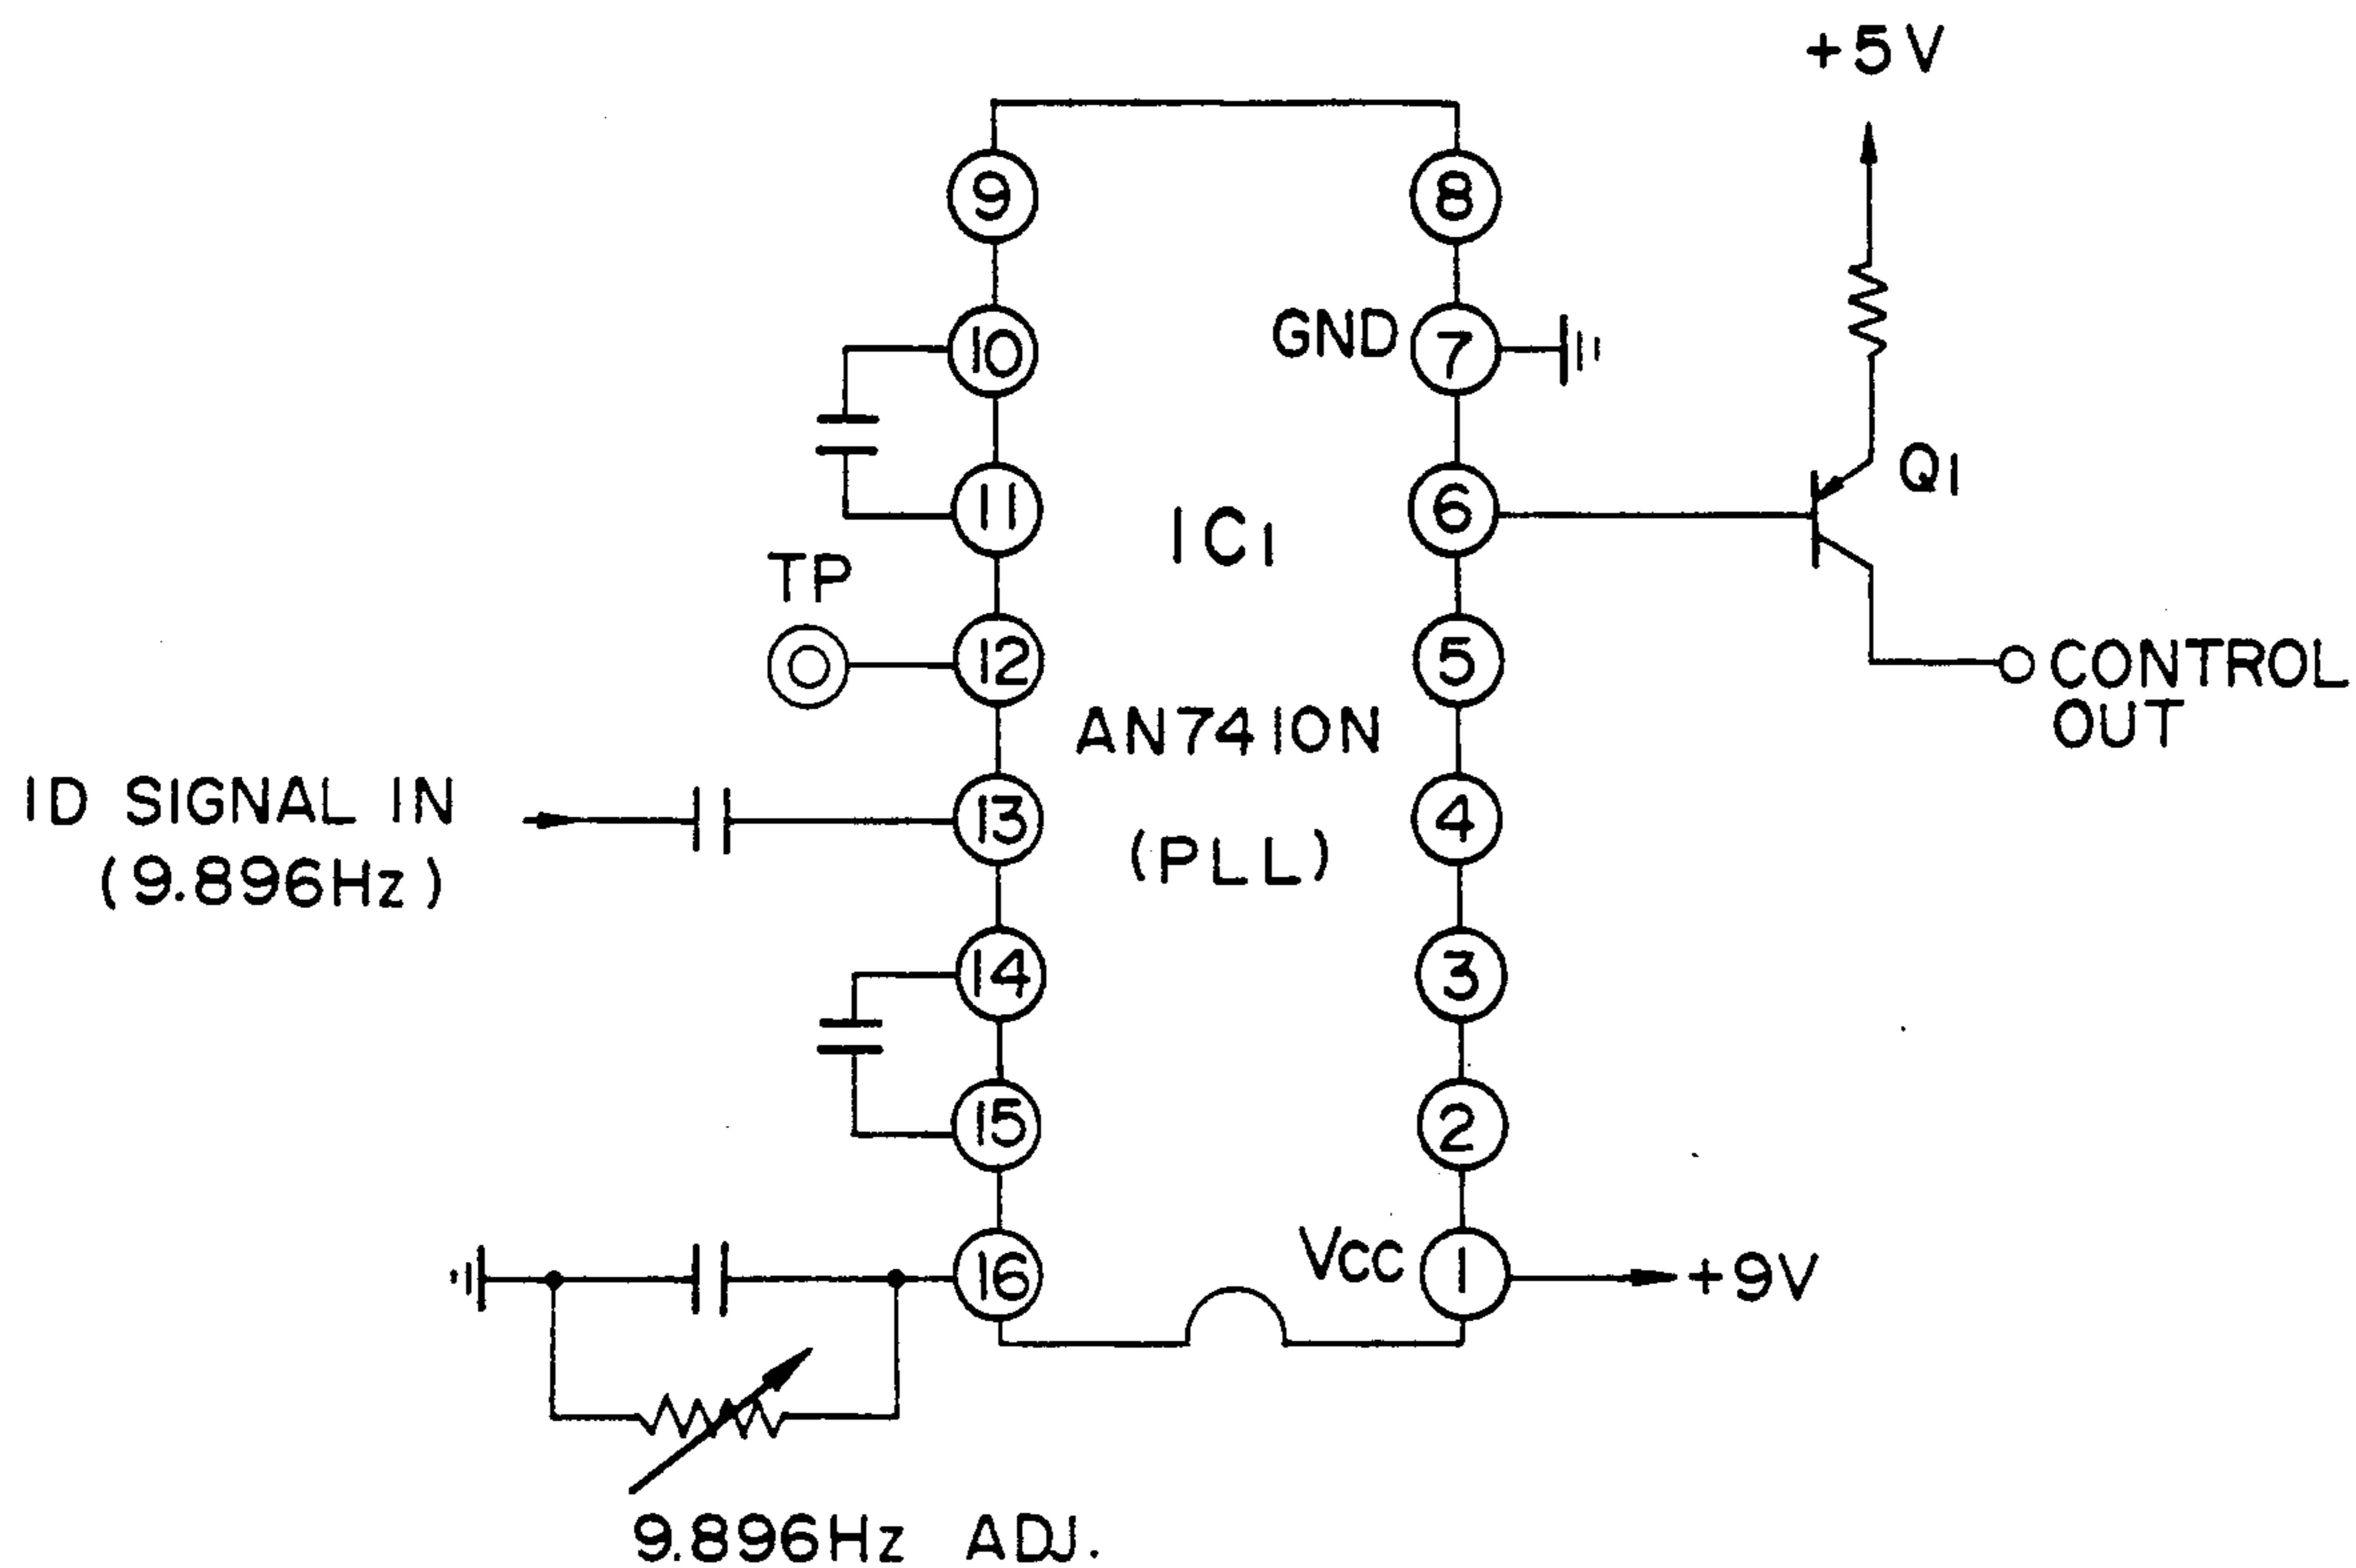 +5V
9
8
GND
7
10
Q1
6
11
IC1
TP
12
5
CONTROL
OUT
AN7410N
ID SIGNAL IN
13
4
(PLL)
(9.896Hz)
14
3
15
2
VCC
16
1
+9V
9.896Hz ADJ.